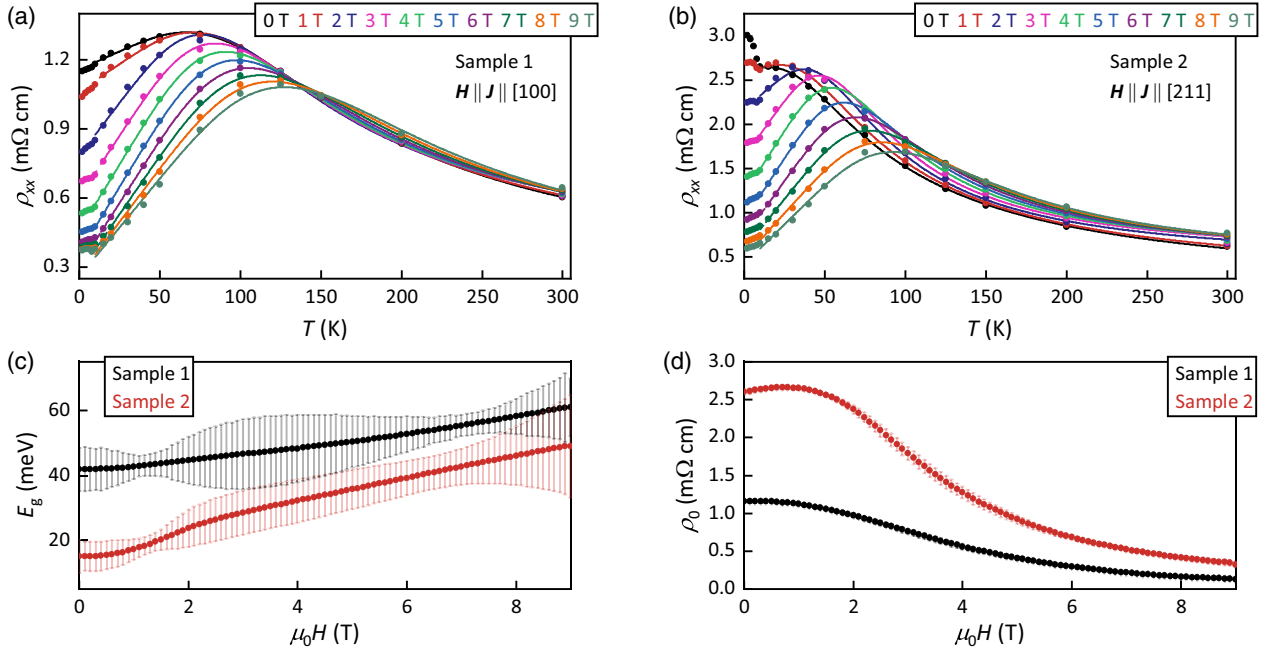 (a)
0 T 1 T 2 T 3 T 4 T 5 T 6 T 7 T 8 T 9 T
Sample 1
H || J || [100]
ρxx (mΩ cm)
1.2
0.9
0.6
0.3
0 50 100 150 200 250 300
T (K)
(b)
0 T 1 T 2 T 3 T 4 T 5 T 6 T 7 T 8 T 9 T
Sample 2
H || J || [211]
ρxx (mΩ cm)
3.0
2.5
2.0
1.5
1.0
0.5
0 50 100 150 200 250 300
T (K)
(c)
Sample 1
Sample 2
Eg (meV)
60
40
20
0 2 4 6 8
μ0H (T)
(d)
Sample 1
Sample 2
ρ0 (mΩ cm)
3.0
2.5
2.0
1.5
1.0
0.5
0.0
0 2 4 6 8
μ0H (T)